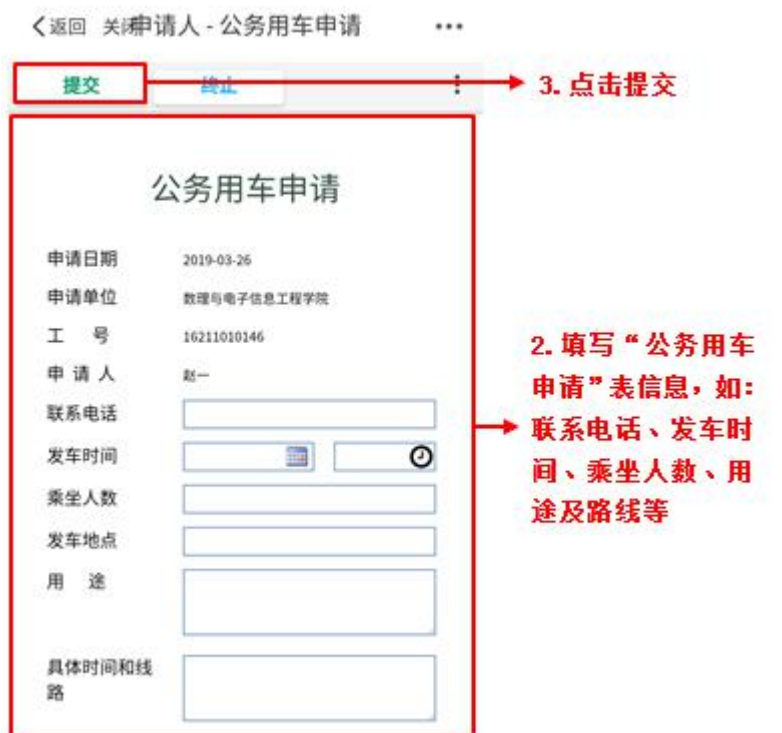 返回 关闭申请人 - 公务用车申请
提交 终止
3. 点击提交
公务用车申请
申请日期 2019-03-26
申请单位 数理与电子信息工程学院
工 号 16211010146
申 请 人 赵一
联系电话
发车时间
乘坐人数
发车地点
用 途
具体时间和线
路
2. 填写“公务用车
申请”表信息，如：
联系电话、发车时
间、乘坐人数、用
途及路线等